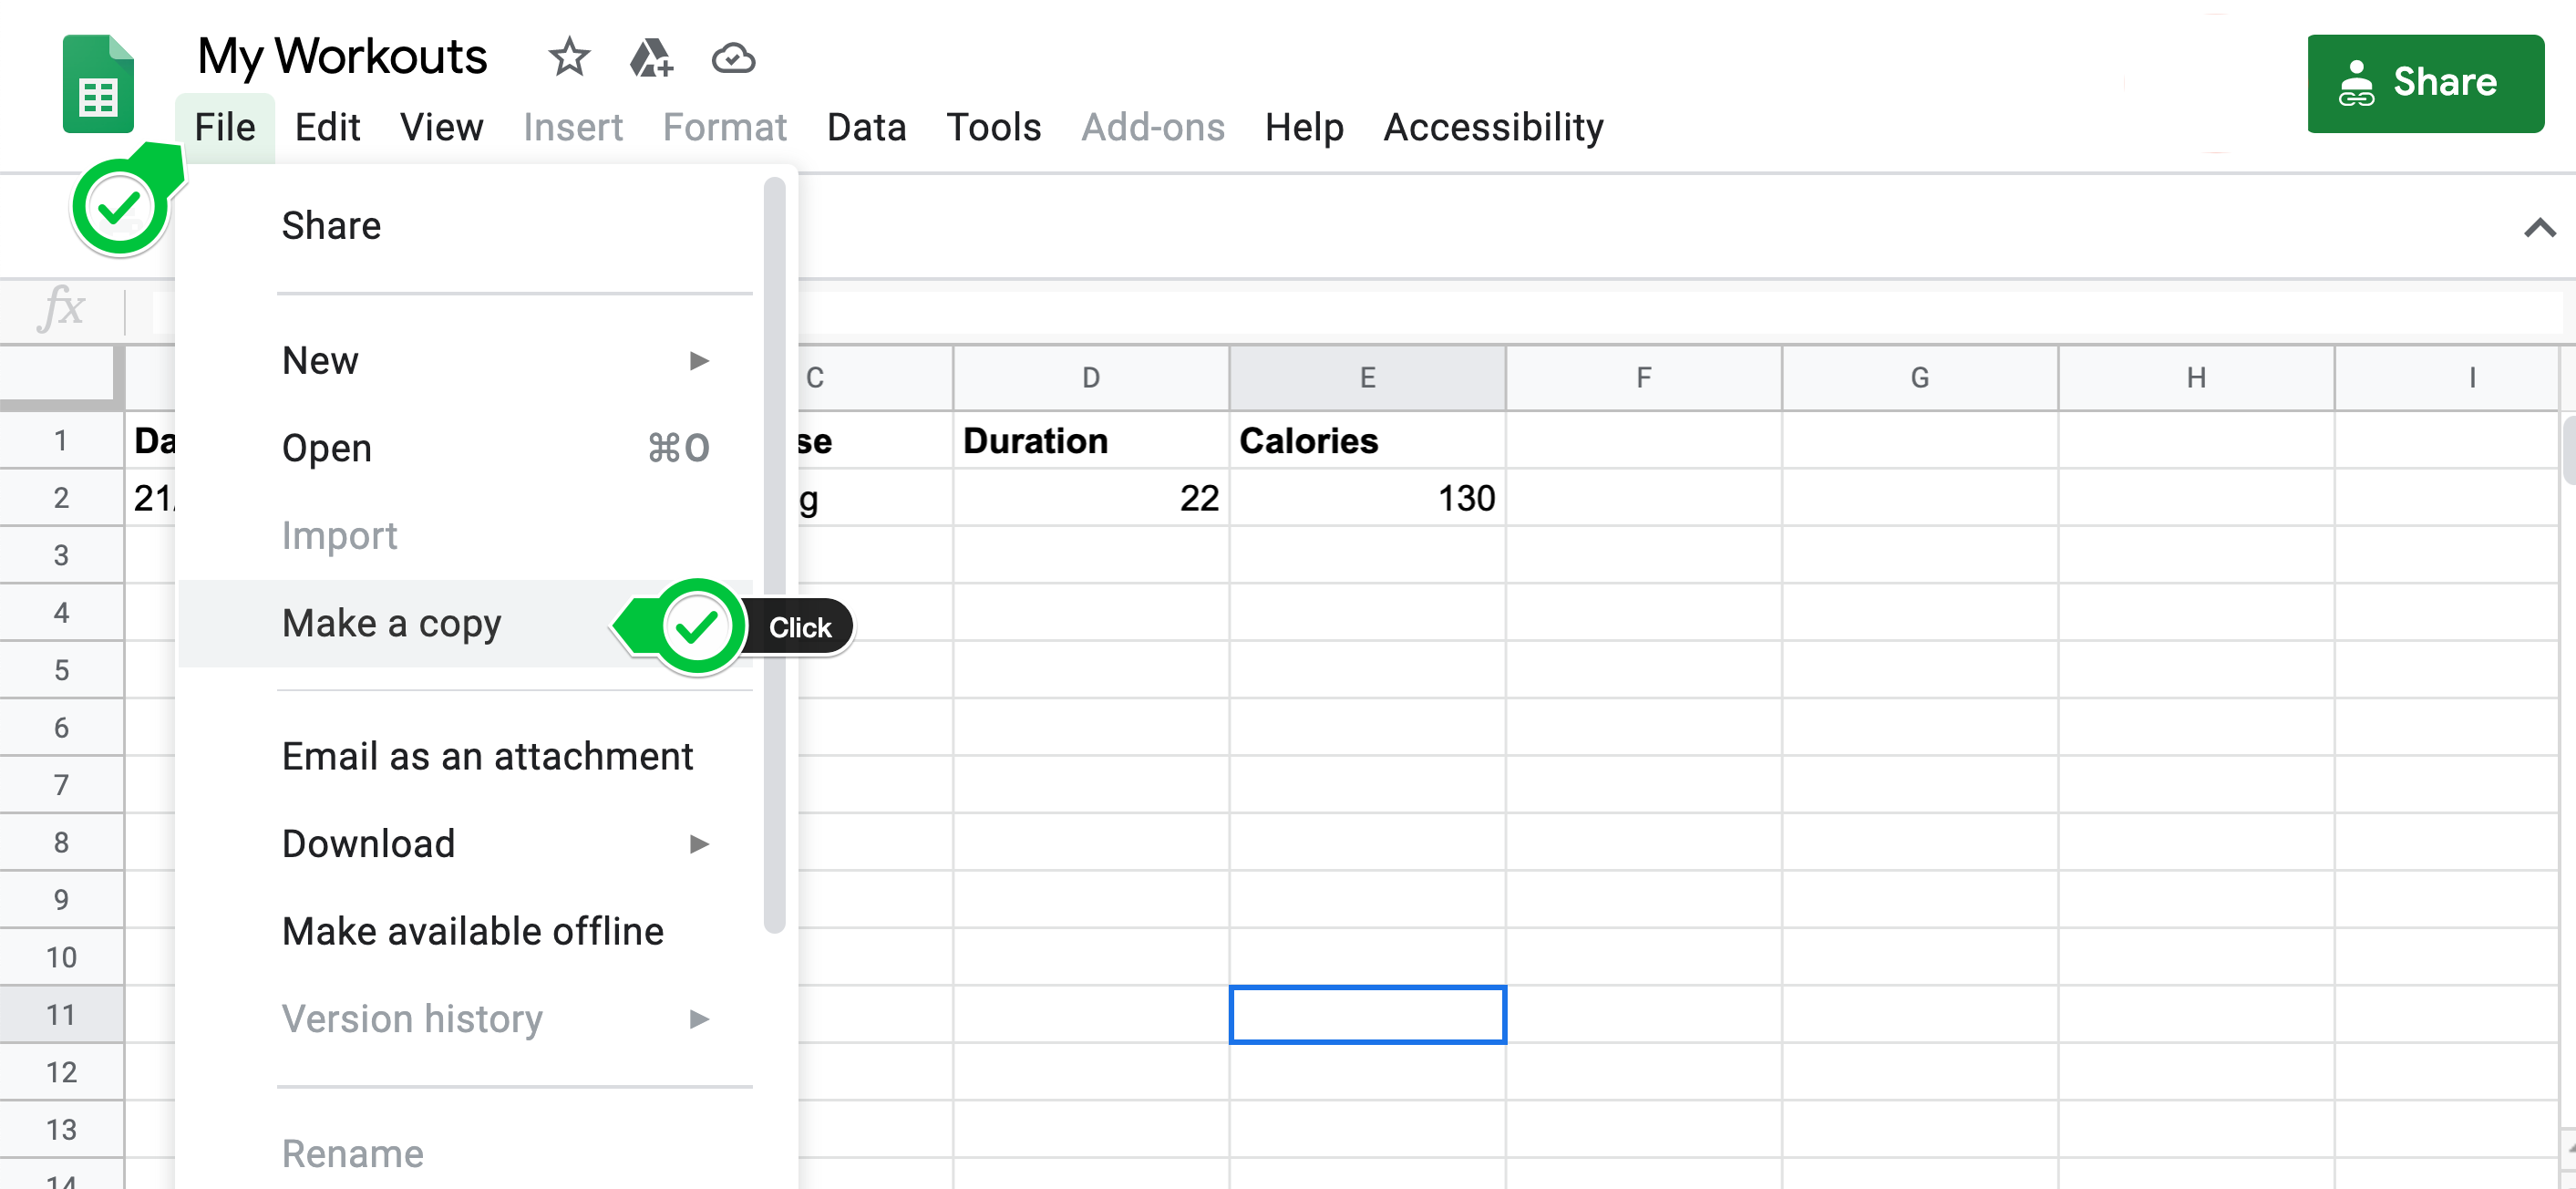 My Workouts
Share
File Edit View Insert Format Data Tools Add-ons Help Accessibility
Share
fx
New
C D E F G H I
Open ⌘O
1 Da se Duration Calories
2 21/ g 22 130
Import
3
Make a copy Click
4
5
6
Email as an attachment
7
Download
8
9
Make available offline
10
Version history
11
12
13
Rename
14